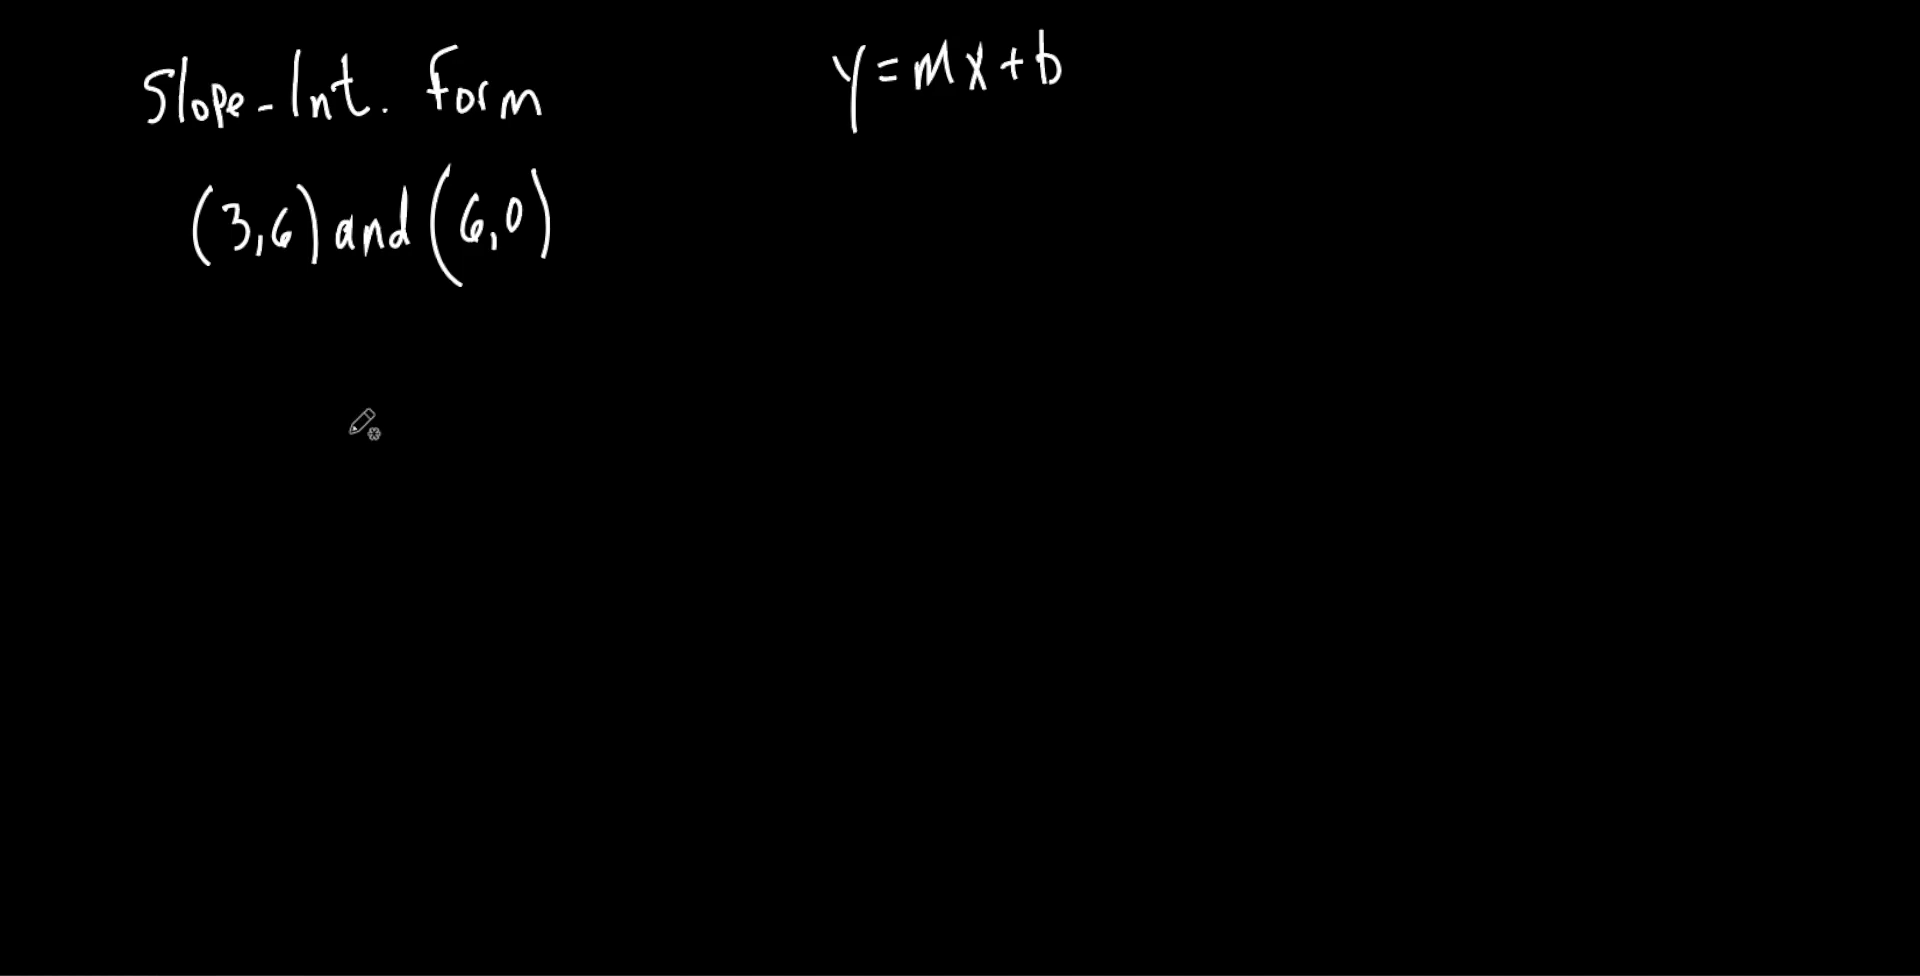 Slope-Int. Form
y=mx+b
(3,6) and (6,0)